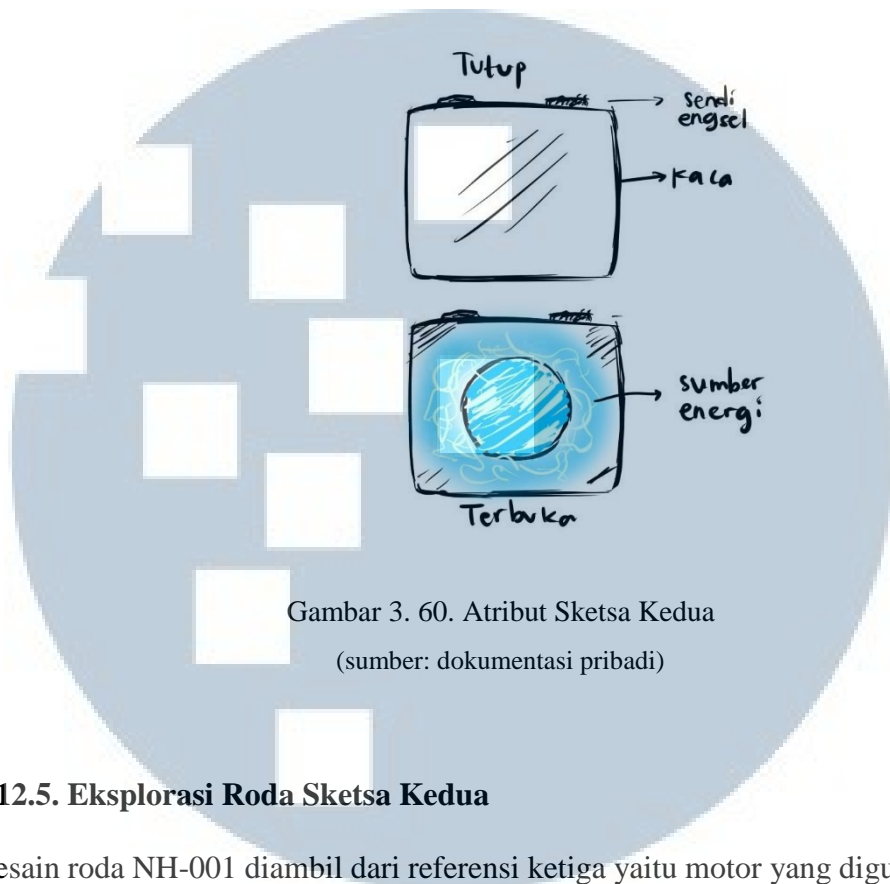 Tutup
sendi
engsel
kaca
sumber
energi
Terbuka
Gambar 3. 60. Atribut Sketsa Kedua
(sumber: dokumentasi pribadi)
12.5. Eksplorasi Roda Sketsa Kedua
esain roda NH-001 diambil dari referensi ketiga yaitu motor yang digu